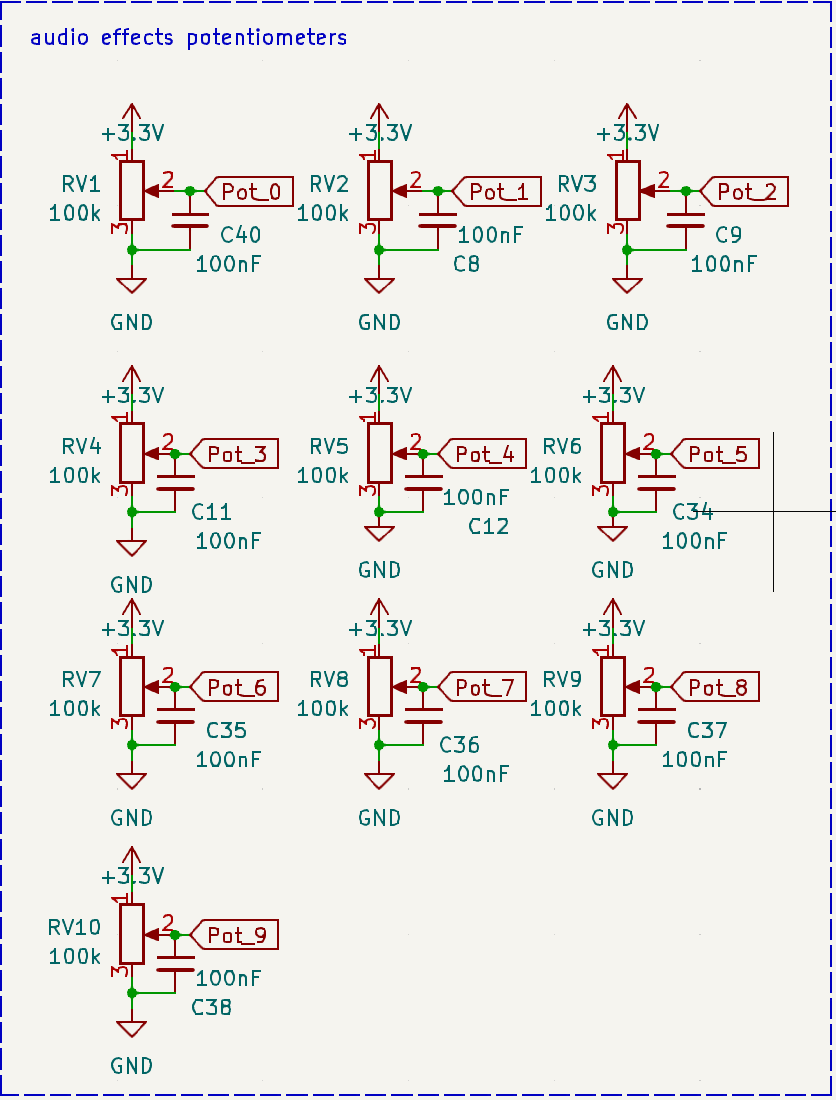 audio effects potentiometers
+3.3V +3.3V +3.3V
1 1 1
RV1 2 Pot_0 RV2 2 Pot_1 RV3 2 Pot_2
100k 100k 100k
3 C40 3 100nF 3 C9
100nF C8 100nF
GND GND GND
+3.3V +3.3V +3.3V
1 1 1
RV4 2 Pot_3 RV5 2 Pot_4 RV6 2 Pot_5
100k 100k 100k
3 3 100nF 3
C11 C12 C34
100nF 100nF
GND GND GND
+3.3V +3.3V +3.3V
1 1 1
RV7 2 Pot_6 RV8 2 Pot_7 RV9 2 Pot_8
100k 100k 100k
3 C35 3 C36 3 C37
100nF 100nF 100nF
GND GND GND
+3.3V
1
RV10 2 Pot_9
100k
3 100nF
C38
GND